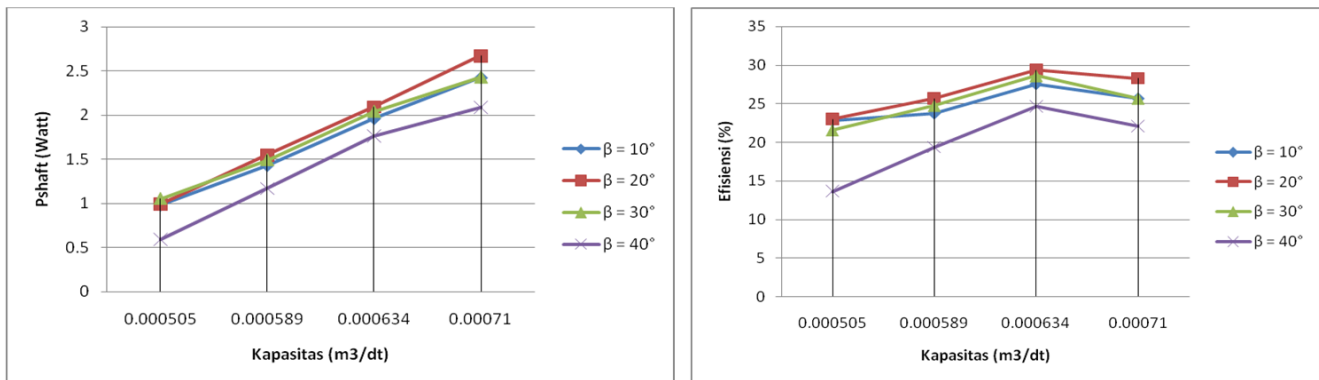 3
2.5
2
1.5
1
0.5
0
Pshaft (Watt)
0.000505 0.000589 0.000634 0.00071
Kapasitas (m3/dt)
β = 10°
β = 20°
β = 30°
β = 40°
35
30
25
20
15
10
5
0
Efisiensi (%)
0.000505 0.000589 0.000634 0.00071
Kapasitas (m3/dt)
β = 10°
β = 20°
β = 30°
β = 40°